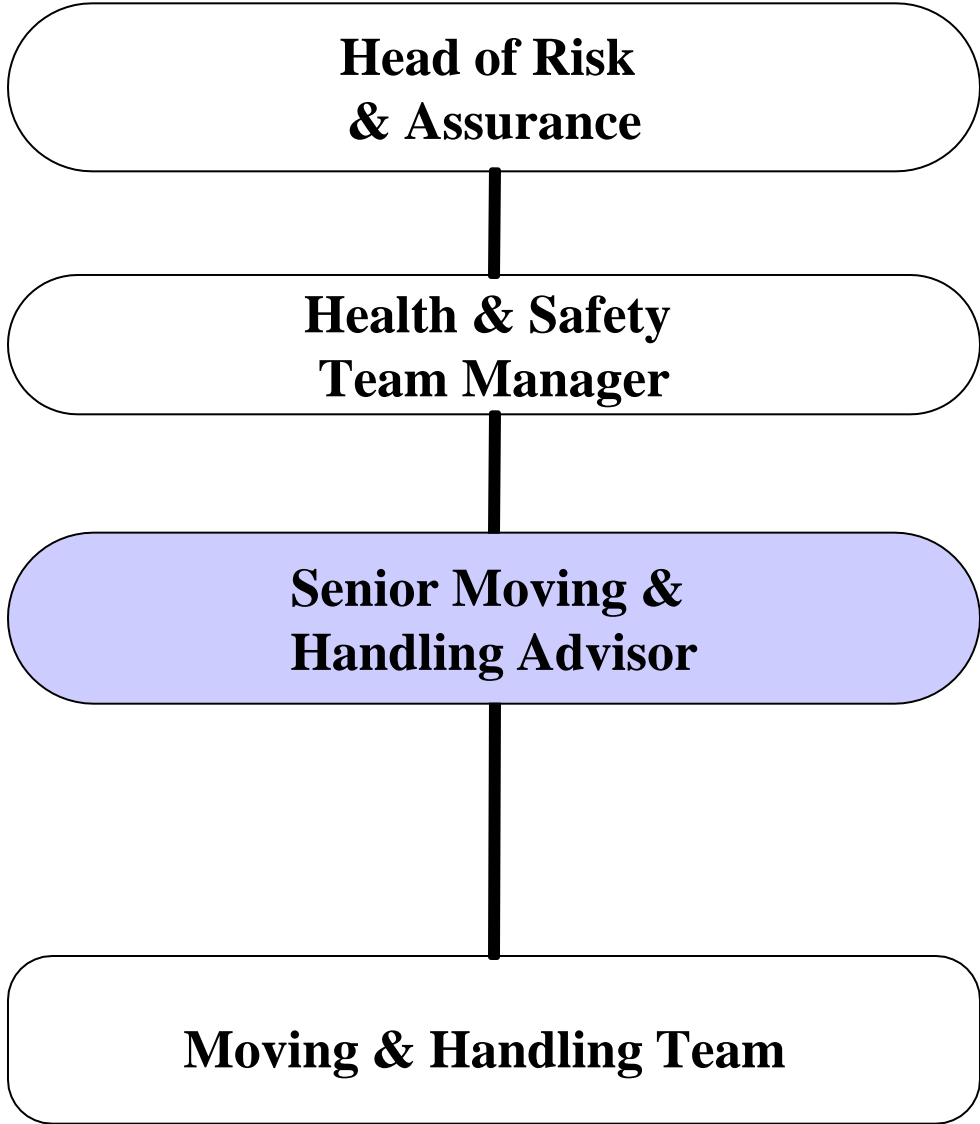 Head of Risk
& Assurance
Health & Safety
Team Manager
Senior Moving &
Handling Advisor
Moving & Handling Team